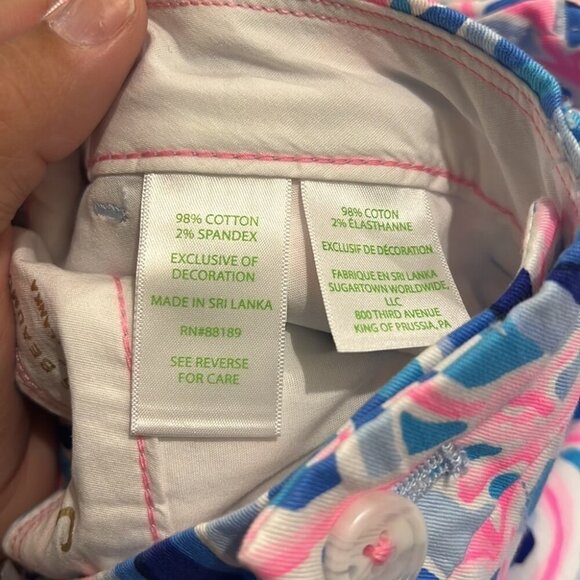 98% COTTON
2% SPANDEX
EXCLUSIVE OF
DECORATION
MADE IN SRI LANKA
RN#88189
SEE REVERSE
FOR CARE
98% COTON
2% ÉLASTHANNE
EXCLUSIF DE DÉCORATION
FABRIQUE EN SRI LANKA
SUGARTOWN WORLDWIDE,
LLC
800 THIRD AVENUE
KING OF PRUSSIA, PA